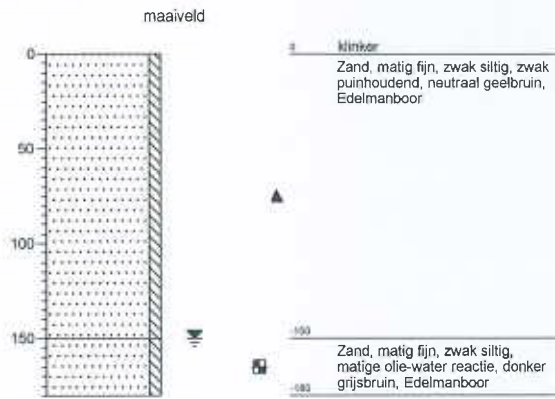 maaiveld
0
50
100
150
0 klinker
Zand, matig fijn, zwak siltig, zwak
puinhoudend, neutraal geelbruin,
Edelmanboor
-150
Zand, matig fijn, zwak siltig,
matige olie-water reactie, donker
grijsbruin, Edelmanboor
-180